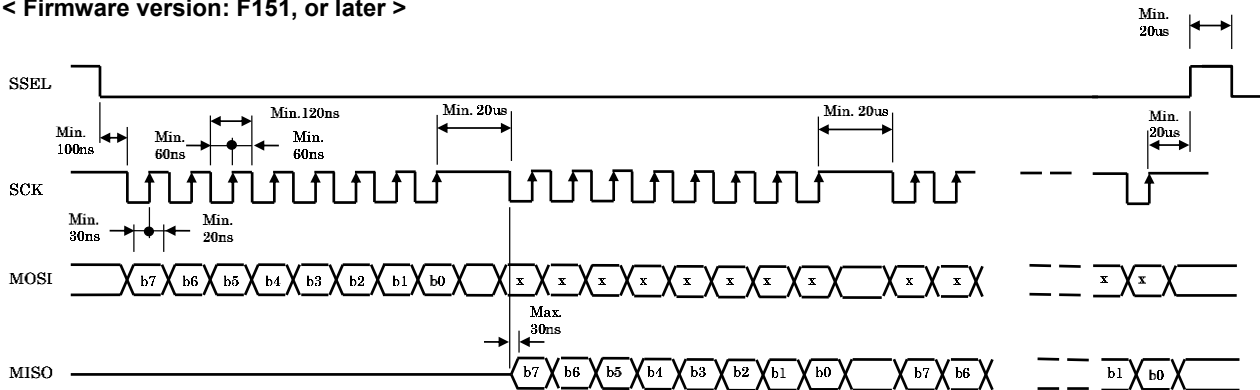 < Firmware version: F151, or later >
Min.
20us
SSEL
Min.
100ns
Min.
60ns
Min.120ns
Min.
60ns
Min. 20us
Min. 20us
Min.
20us
SCK
Min.
30ns
Min.
20ns
MOSI b7 b6 b5 b4 b3 b2 b1 b0 x x x x x x x x x x x x
Max.
30ns
MISO b7 b6 b5 b4 b3 b2 b1 b0 b7 b6 b1 b0